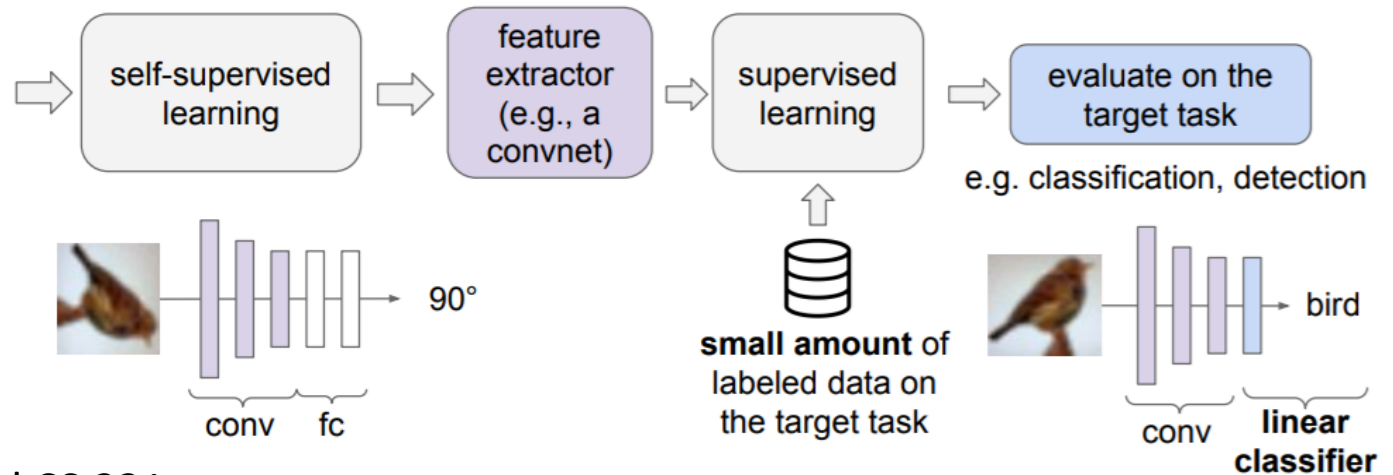 self-supervised
learning
feature
extractor
(e.g., a
convnet)
supervised
learning
evaluate on the
target task
e.g. classification, detection
90°
conv
fc
small amount of
labeled data on
the target task
bird
conv
linear
classifier